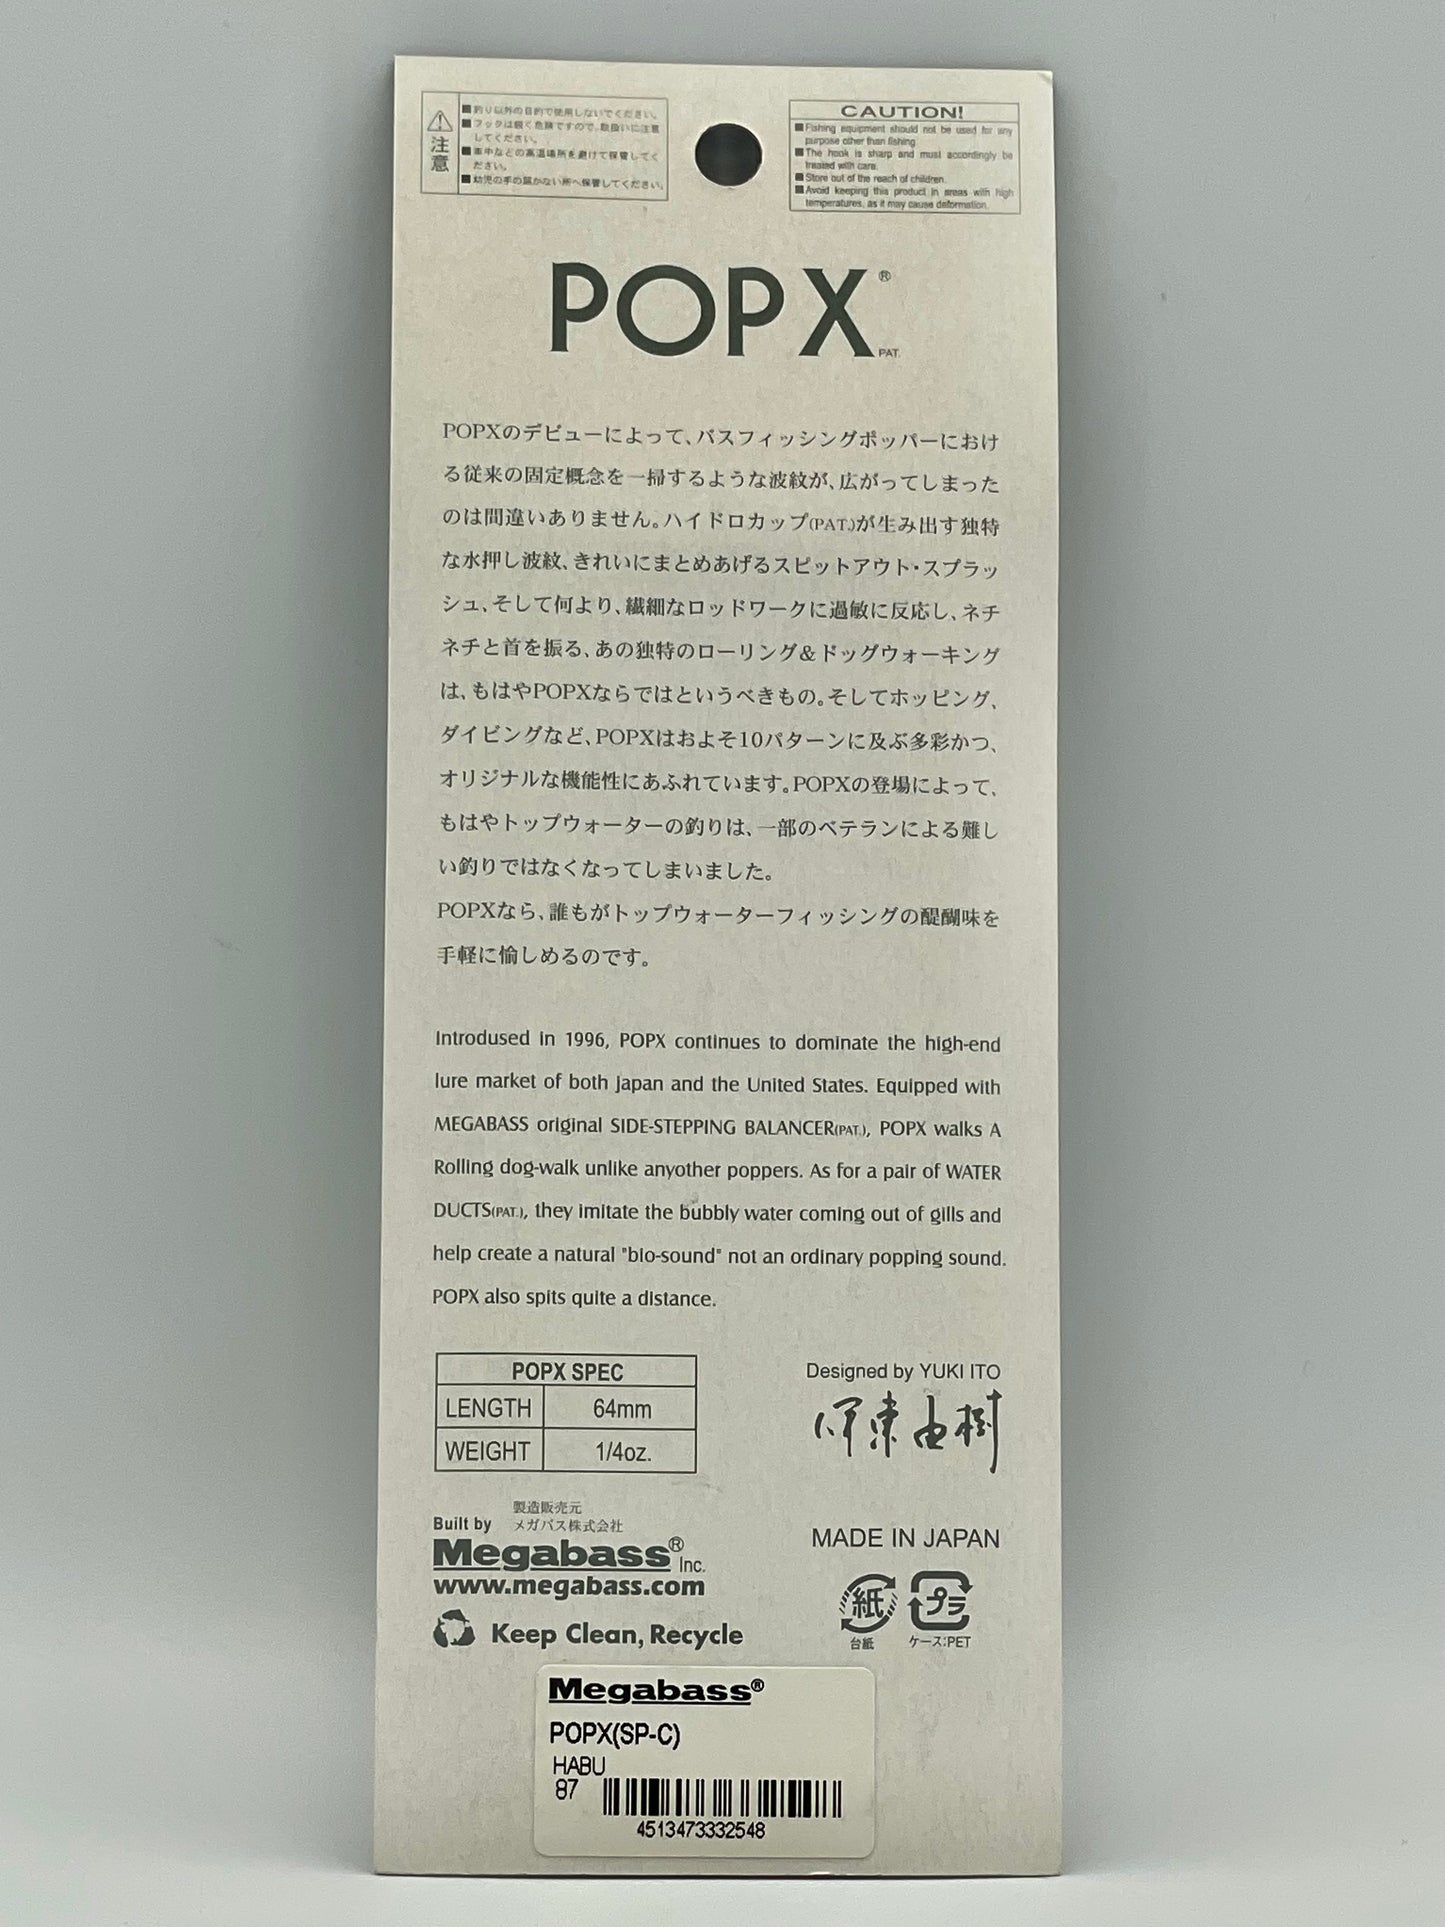 注意
■釣り以外の目的で使用しないでください。
■フックは鋭く危険ですので、取扱いに注意
してください。
■車中などの高温場所を避けて保管してく
ださい。
■幼児の手の届かない所へ保管してください。
CAUTION!
■Fishing equipment should not be used for any
purpose other than fishing.
■The hook is sharp and must accordingly be
treated with care.
■Store out of the reach of children.
■Avoid keeping this product in areas with high
temperatures, as it may cause deformation.
POPX®
PAT.
POPXのデビューによって、バスフィッシングポッパーにおけ
る従来の固定概念を一掃するような波紋が、広がってしまった
のは間違いありません。ハイドロカップ(PAT.)が生み出す独特
な水押し波紋、きれいにまとめあげるスピットアウト・スプラッ
シュ、そして何より、繊細なロッドワークに過敏に反応し、ネチ
ネチと首を振る、あの独特のローリング&ドッグウォーキング
は、もはやPOPXならではというべきもの。そしてホッピング、
ダイビングなど、POPXはおよそ10パターンに及ぶ多彩かつ、
オリジナルな機能性にあふれています。POPXの登場によって、
もはやトップウォーターの釣りは、一部のベテランによる難し
い釣りではなくなってしまいました。
POPXなら、誰もがトップウォーターフィッシングの醍醐味を
手軽に愉しめるのです。
Introdused in 1996, POPX continues to dominate the high-end
lure market of both Japan and the United States. Equipped with
MEGABASS original SIDE-STEPPING BALANCER(PAT.), POPX walks A
Rolling dog-walk unlike anyother poppers. As for a pair of WATER
DUCTS(PAT.), they imitate the bubbly water coming out of gills and
help create a natural "bio-sound" not an ordinary popping sound.
POPX also spits quite a distance.
POPX SPEC
LENGTH 64mm
WEIGHT 1/4oz.
Designed by YUKI ITO
伊東由樹
製造販売元
Built by メガバス株式会社
Megabass® Inc.
www.megabass.com
Keep Clean, Recycle
MADE IN JAPAN
紙 プラ
台紙 ケース:PET
Megabass®
POPX(SP-C)
HABU
87
4513473332548